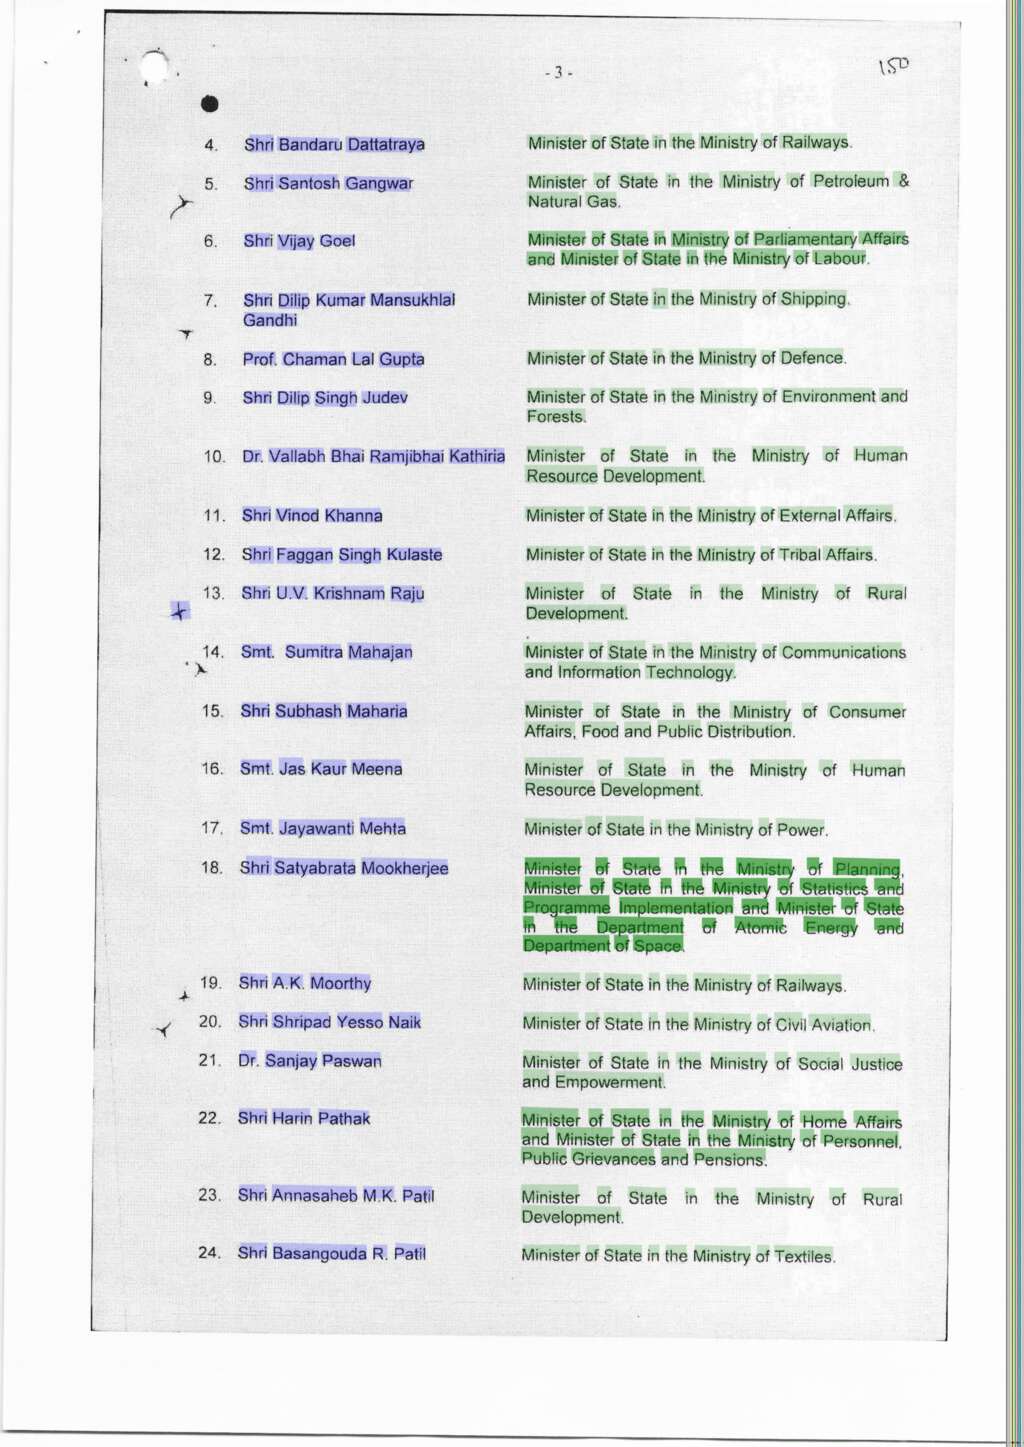 - 3 -
150
4. Shri Bandaru Dattatraya Minister of State in the Ministry of Railways.
5. Shri Santosh Gangwar Minister of State in the Ministry of Petroleum &
Natural Gas.
6. Shri Vijay Goel Minister of State in Ministry of Parliamentary Affairs
and Minister of State in the Ministry of Labour.
7. Shri Dilip Kumar Mansukhlal Minister of State in the Ministry of Shipping.
Gandhi
8. Prof. Chaman Lal Gupta Minister of State in the Ministry of Defence.
9. Shri Dilip Singh Judev Minister of State in the Ministry of Environment and
Forests.
10. Dr. Vallabh Bhai Ramjibhai Kathiria Minister of State in the Ministry of Human
Resource Development.
11. Shri Vinod Khanna Minister of State in the Ministry of External Affairs.
12. Shri Faggan Singh Kulaste Minister of State in the Ministry of Tribal Affairs.
13. Shri U.V. Krishnam Raju Minister of State in the Ministry of Rural
Development.
14. Smt. Sumitra Mahajan Minister of State in the Ministry of Communications
and Information Technology.
15. Shri Subhash Maharia Minister of State in the Ministry of Consumer
Affairs, Food and Public Distribution.
16. Smt. Jas Kaur Meena Minister of State in the Ministry of Human
Resource Development.
17. Smt. Jayawanti Mehta Minister of State in the Ministry of Power.
18. Shri Satyabrata Mookherjee Minister of State in the Ministry of Planning,
Minister of State in the Ministry of Statistics and
Programme Implementation and Minister of State
in the Department of Atomic Energy and
Department of Space.
19. Shri A.K. Moorthy Minister of State in the Ministry of Railways.
20. Shri Shripad Yesso Naik Minister of State in the Ministry of Civil Aviation.
21. Dr. Sanjay Paswan Minister of State in the Ministry of Social Justice
and Empowerment.
22. Shri Harin Pathak Minister of State in the Ministry of Home Affairs
and Minister of State in the Ministry of Personnel,
Public Grievances and Pensions.
23. Shri Annasaheb M.K. Patil Minister of State in the Ministry of Rural
Development.
24. Shri Basangouda R. Patil Minister of State in the Ministry of Textiles.